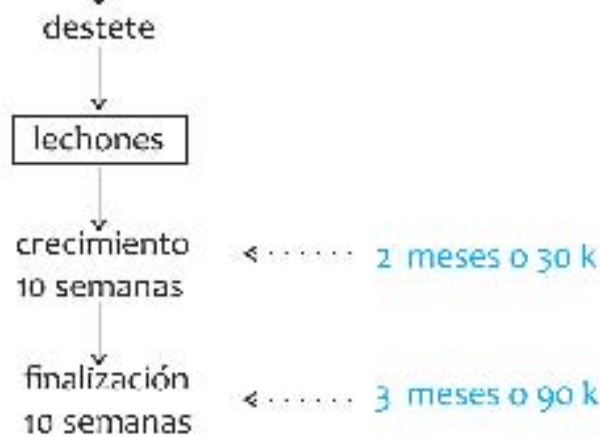 destete
lechones
crecimiento
10 semanas
2 meses o 30 k
finalización
10 semanas
3 meses o 90 k